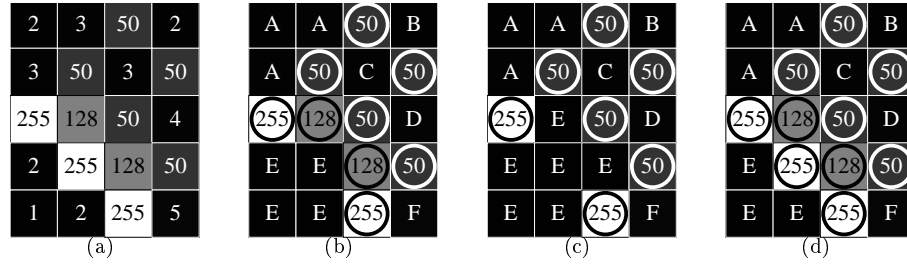 2 3 50 2 A A 50 B A A 50 B A A 50 B
3 50 3 50 A 50 C 50 A 50 C 50 A 50 C 50
255 128 50 4 255 128 50 D 255 E 50 D 255 128 50 D
2 255 128 50 E E 128 50 E E E 50 E 255 128 50
1 2 255 5 E E 255 F E E 255 F E E 255 F
(a) (b) (c) (d)